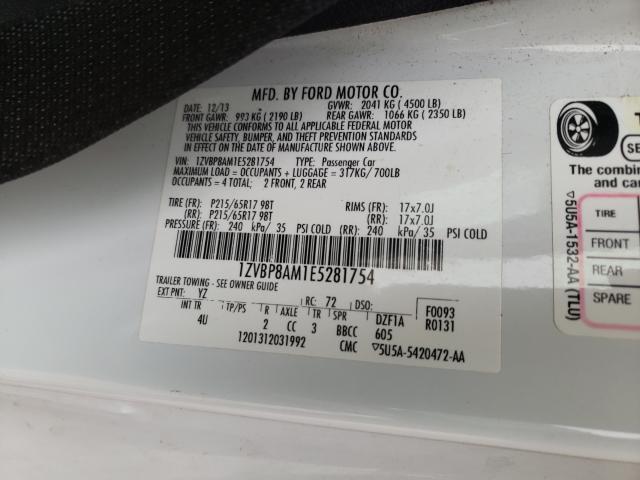 MFD. BY FORD MOTOR CO.
DATE: 12/13 GVWR: 2041 KG ( 4500 LB)
FRONT GAWR: 993 KG ( 2190 LB) REAR GAWR: 1066 KG ( 2350 LB)
THIS VEHICLE CONFORMS TO ALL APPLICABLE FEDERAL MOTOR
VEHICLE SAFETY, BUMPER, AND THEFT PREVENTION STANDARDS
IN EFFECT ON THE DATE OF MANUFACTURE SHOWN ABOVE.
VIN: 1ZVBP8AM1E5281754 TYPE: Passenger Car
MAXIMUM LOAD = OCCUPANTS + LUGGAGE = 317KG/ 700LB
OCCUPANTS = 4 TOTAL; 2 FRONT, 2 REAR
TIRE (FR): P215/65R17 98T RIMS (FR): 17x7.0J
(RR): P215/65R17 98T (RR): 17x7.0J
PRESSURE (FR): 240 kPa/ 35 PSI COLD (RR): 240 kPa/ 35 PSI COLD
1ZVBP8AM1E5281754
TRAILER TOWING - SEE OWNER GUIDE
EXT PNT: YZ RC: 72 DSO: F0093
INT TR TP/PS R AXLE TR SPR DZF1A R0131
4U 2 CC 3 BBCC 605
1201312031992 CMC ▽5U5A-5420472-AA
▽5U5A-1532-AA (TLU)
T
SE
The combin
and car
TIRE
FRONT
REAR
SPARE